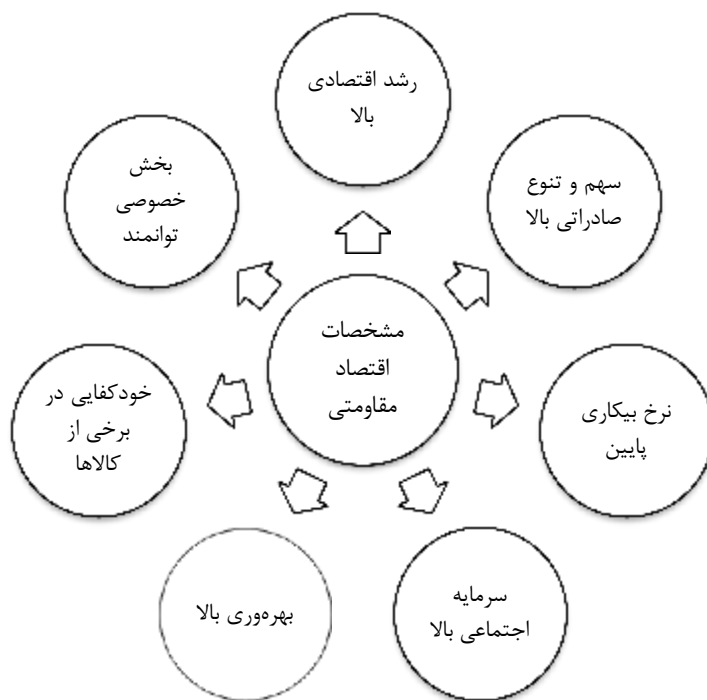 رشد اقتصادی
بالا
سهم و تنوع
صادراتی بالا
نرخ بیکاری
پایین
سرمایه
اجتماعی بالا
بهره‌وری بالا
خودکفایی در
برخی از
کالاها
بخش
خصوصی
توانمند
مشخصات
اقتصاد
مقاومتی